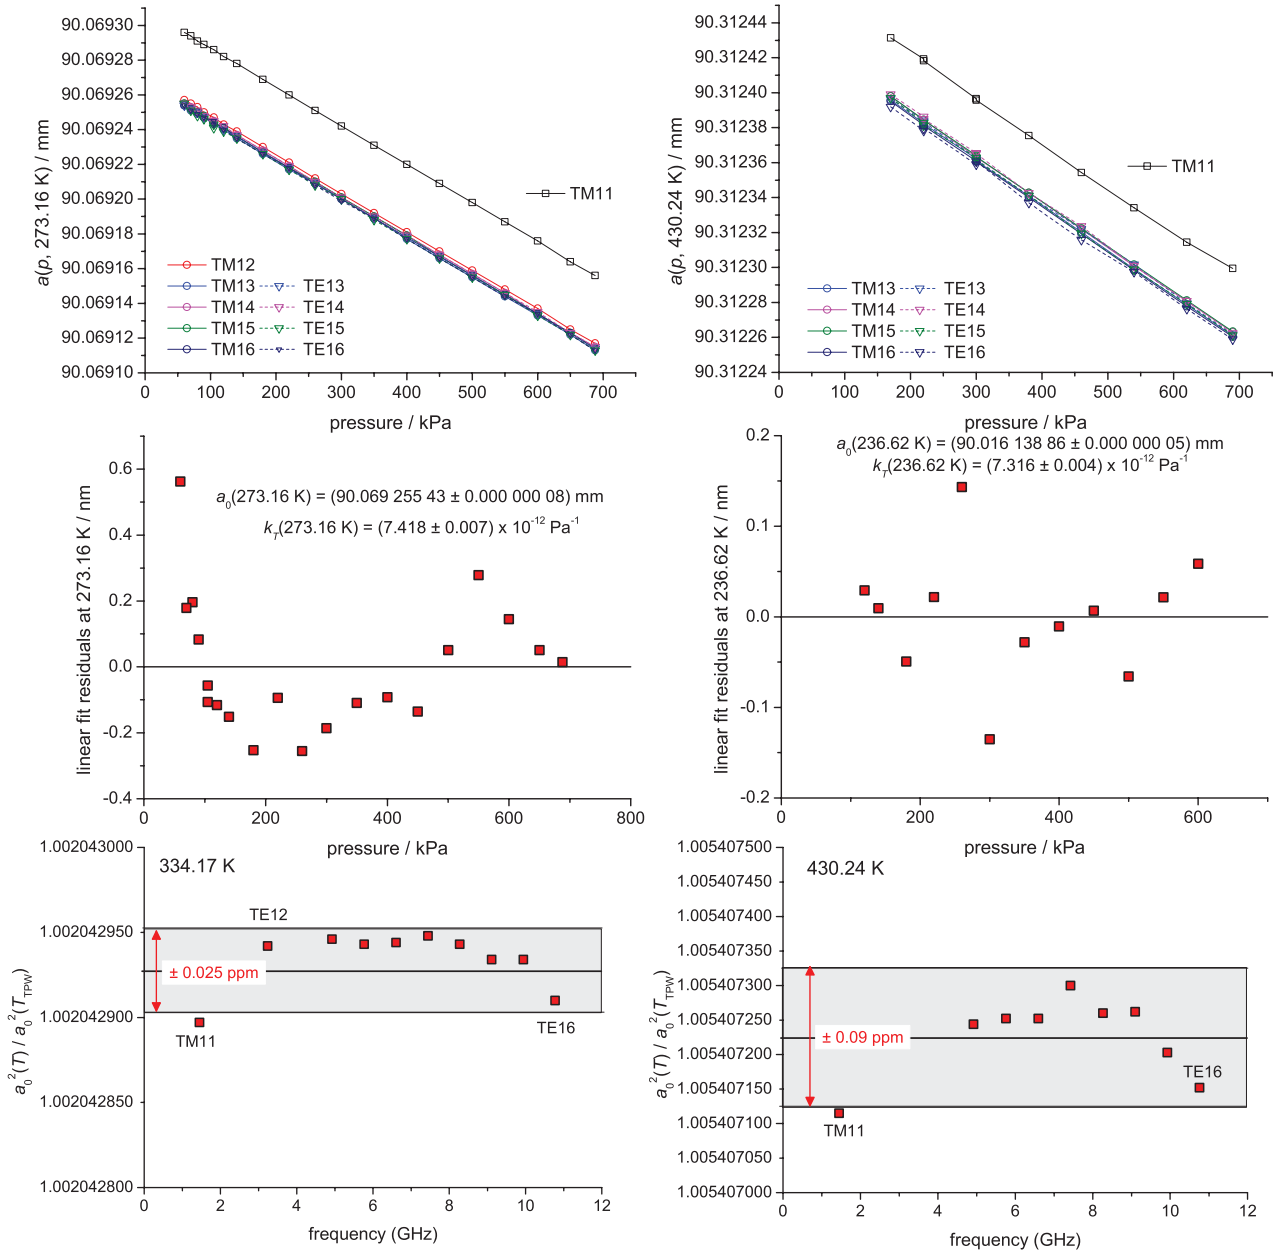 a(p, 273.16 K) / mm
90.06930
90.06928
90.06926
90.06924
90.06922
90.06920
90.06918
90.06916
90.06914
90.06912
90.06910
TM11
TM12
TM13 TE13
TM14 TE14
TM15 TE15
TM16 TE16
0 100 200 300 400 500 600 700
pressure / kPa
a(p, 430.24 K) / mm
90.31244
90.31242
90.31240
90.31238
90.31236
90.31234
90.31232
90.31230
90.31228
90.31226
90.31224
TM11
TM13 TE13
TM14 TE14
TM15 TE15
TM16 TE16
0 100 200 300 400 500 600 700
pressure / kPa
linear fit residuals at 273.16 K / nm
0.6
0.4
0.2
0.0
-0.2
-0.4
a₀(273.16 K) = (90.069 255 43 ± 0.000 000 08) mm
k_T(273.16 K) = (7.418 ± 0.007) x 10⁻¹² Pa⁻¹
0 200 400 600 800
pressure / kPa
linear fit residuals at 236.62 K / nm
0.2
0.1
0.0
-0.1
-0.2
a₀(236.62 K) = (90.016 138 86 ± 0.000 000 05) mm
k_T(236.62 K) = (7.316 ± 0.004) x 10⁻¹² Pa⁻¹
0 200 400 600
pressure / kPa
a₀²(T) / a₀²(T_TPW)
1.002043000
1.002042950
1.002042900
1.002042850
1.002042800
334.17 K
TE12
± 0.025 ppm
TM11
TE16
0 2 4 6 8 10 12
frequency (GHz)
a₀²(T) / a₀²(T_TPW)
1.005407500
1.005407450
1.005407400
1.005407350
1.005407300
1.005407250
1.005407200
1.005407150
1.005407100
1.005407050
1.005407000
430.24 K
± 0.09 ppm
TE16
TM11
0 2 4 6 8 10 12
frequency (GHz)